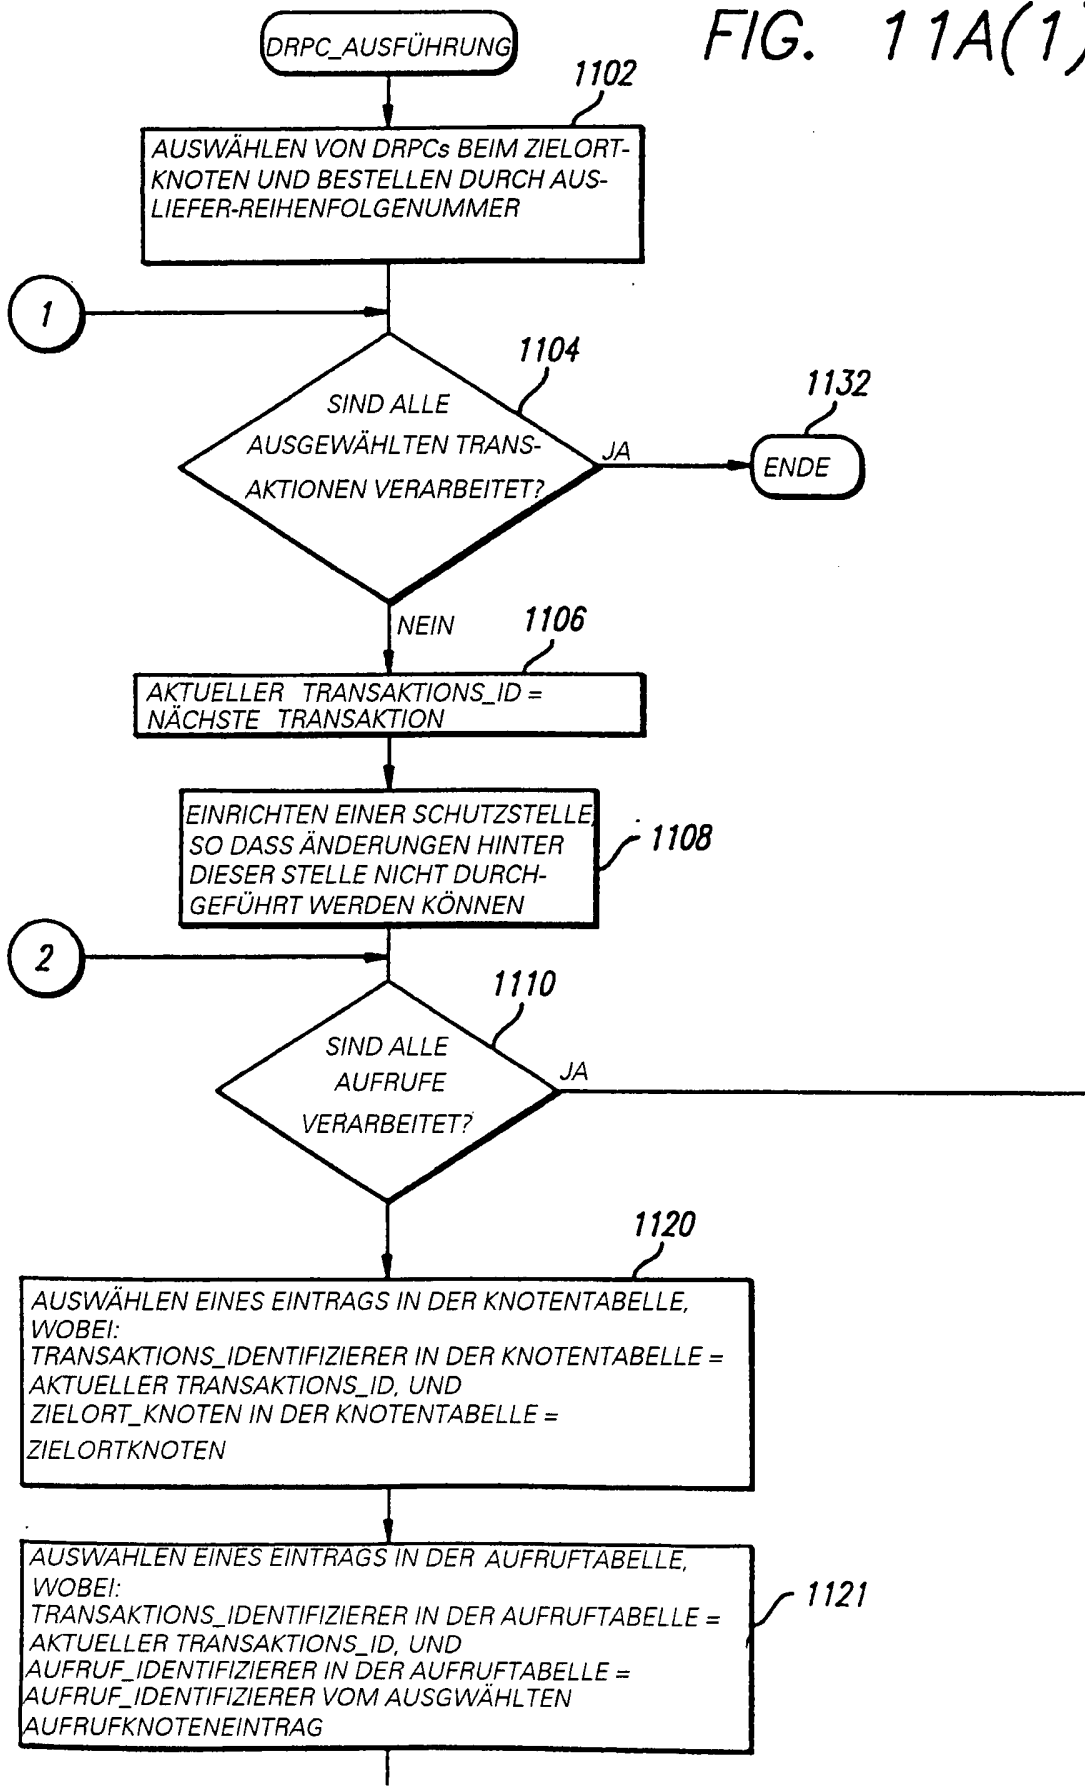 FIG. 11A(1)
DRPC_AUSFÜHRUNG
1102
AUSWÄHLEN VON DRPCs BEIM ZIELORT-
KNOTEN UND BESTELLEN DURCH AUS-
LIEFER-REIHENFOLGENUMMER
1
1104
SIND ALLE
AUSGEWÄHLTEN TRANS-
AKTIONEN VERARBEITET?
JA
1132
ENDE
NEIN
1106
AKTUELLER TRANSAKTIONS_ID =
NÄCHSTE TRANSAKTION
EINRICHTEN EINER SCHUTZSTELLE,
SO DASS ÄNDERUNGEN HINTER
DIESER STELLE NICHT DURCH-
GEFÜHRT WERDEN KÖNNEN
1108
2
1110
SIND ALLE
AUFRUFE
VERARBEITET?
JA
1120
AUSWÄHLEN EINES EINTRAGS IN DER KNOTENTABELLE,
WOBEI:
TRANSAKTIONS_IDENTIFIZIERER IN DER KNOTENTABELLE =
AKTUELLER TRANSAKTIONS_ID, UND
ZIELORT_KNOTEN IN DER KNOTENTABELLE =
ZIELORTKNOTEN
AUSWAHLEN EINES EINTRAGS IN DER AUFRUFTABELLE,
WOBEI:
TRANSAKTIONS_IDENTIFIZIERER IN DER AUFRUFTABELLE =
AKTUELLER TRANSAKTIONS_ID, UND
AUFRUF_IDENTIFIZIERER IN DER AUFRUFTABELLE =
AUFRUF_IDENTIFIZIERER VOM AUSGWÄHLTEN
AUFRUFKNOTENEINTRAG
1121